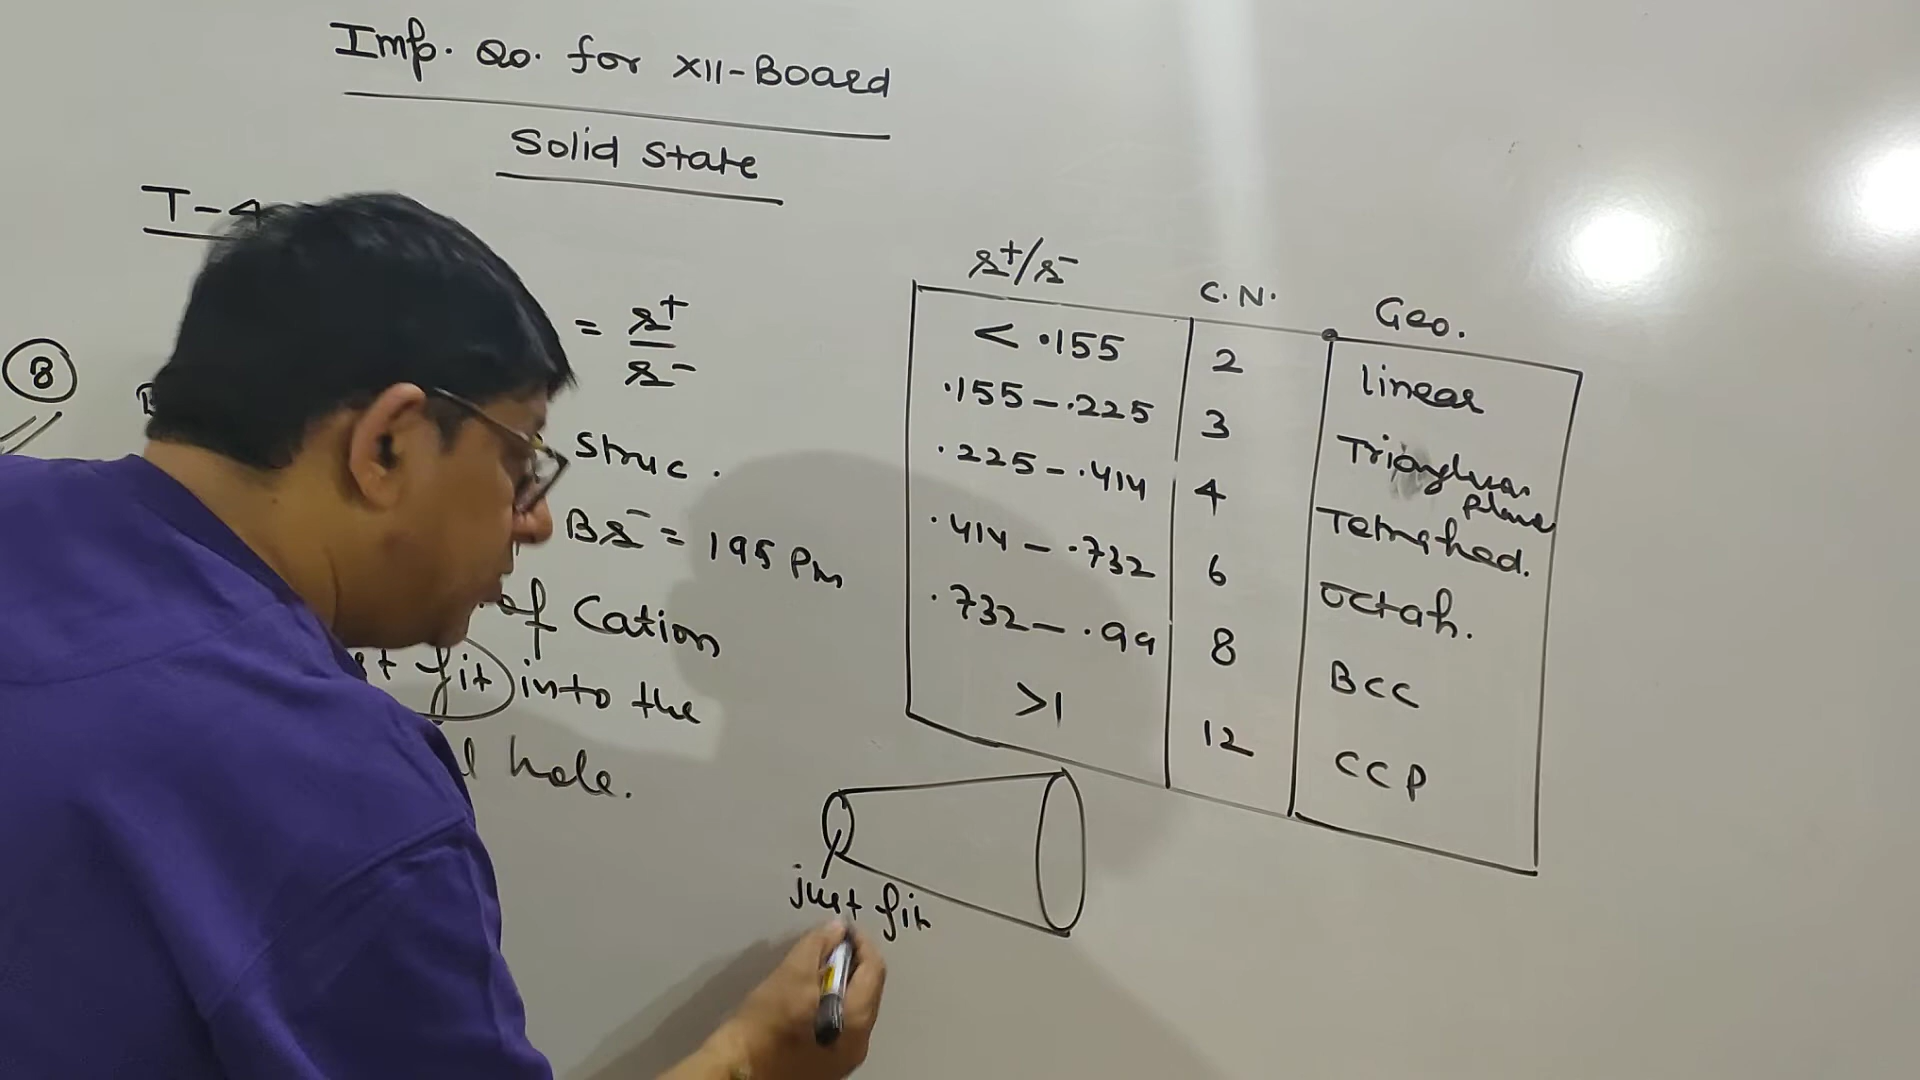 Imp. Qo. for XII-Board
Solid State
T-4
= r⁺/r⁻
8
Struc.
Br⁻ = 195 Pm
of Cation
fit into the
hole.
r⁺/r⁻ C.N. Geo.
< .155 2 linear
.155 - .225 3 Triangular Plane
.225 - .414 4 Tetrahed.
.414 - .732 6 Octah.
.732 - .99 8 BCC
>1 12 CCP
just fit